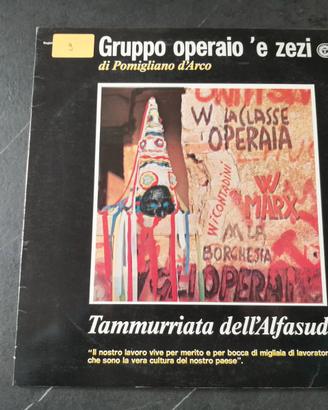 9
Gruppo operaio 'e zezi
di Pomigliano d'Arco
W LA CLASSE
OPERAIA
W i CONTADINI
W
MARX
M LA
BORGHESIA
OPERAI
Tammurriata dell'Alfasud
"Il nostro lavoro vive per merito e per bocca di migliaia di lavorator
che sono la vera cultura del nostro paese".